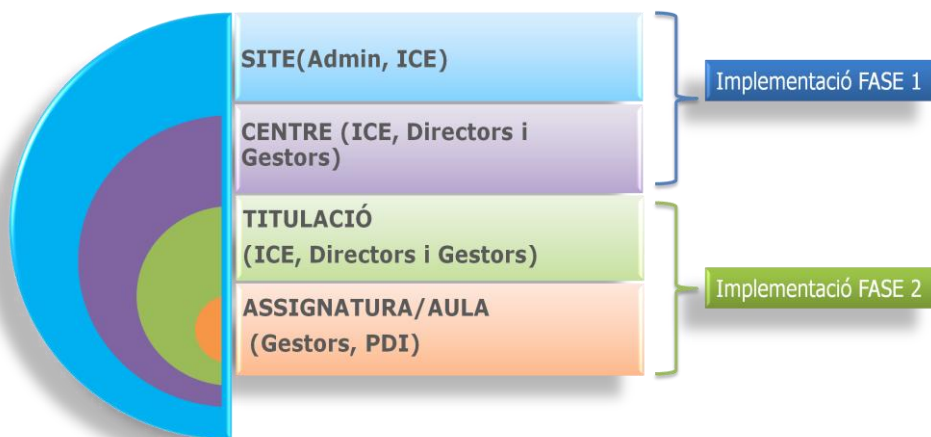 SITE(Admin, ICE)
CENTRE (ICE, Directors i
Gestors)
Implementació FASE 1
TITULACIÓ
(ICE, Directors i Gestors)
ASSIGNATURA/AULA
(Gestors, PDI)
Implementació FASE 2